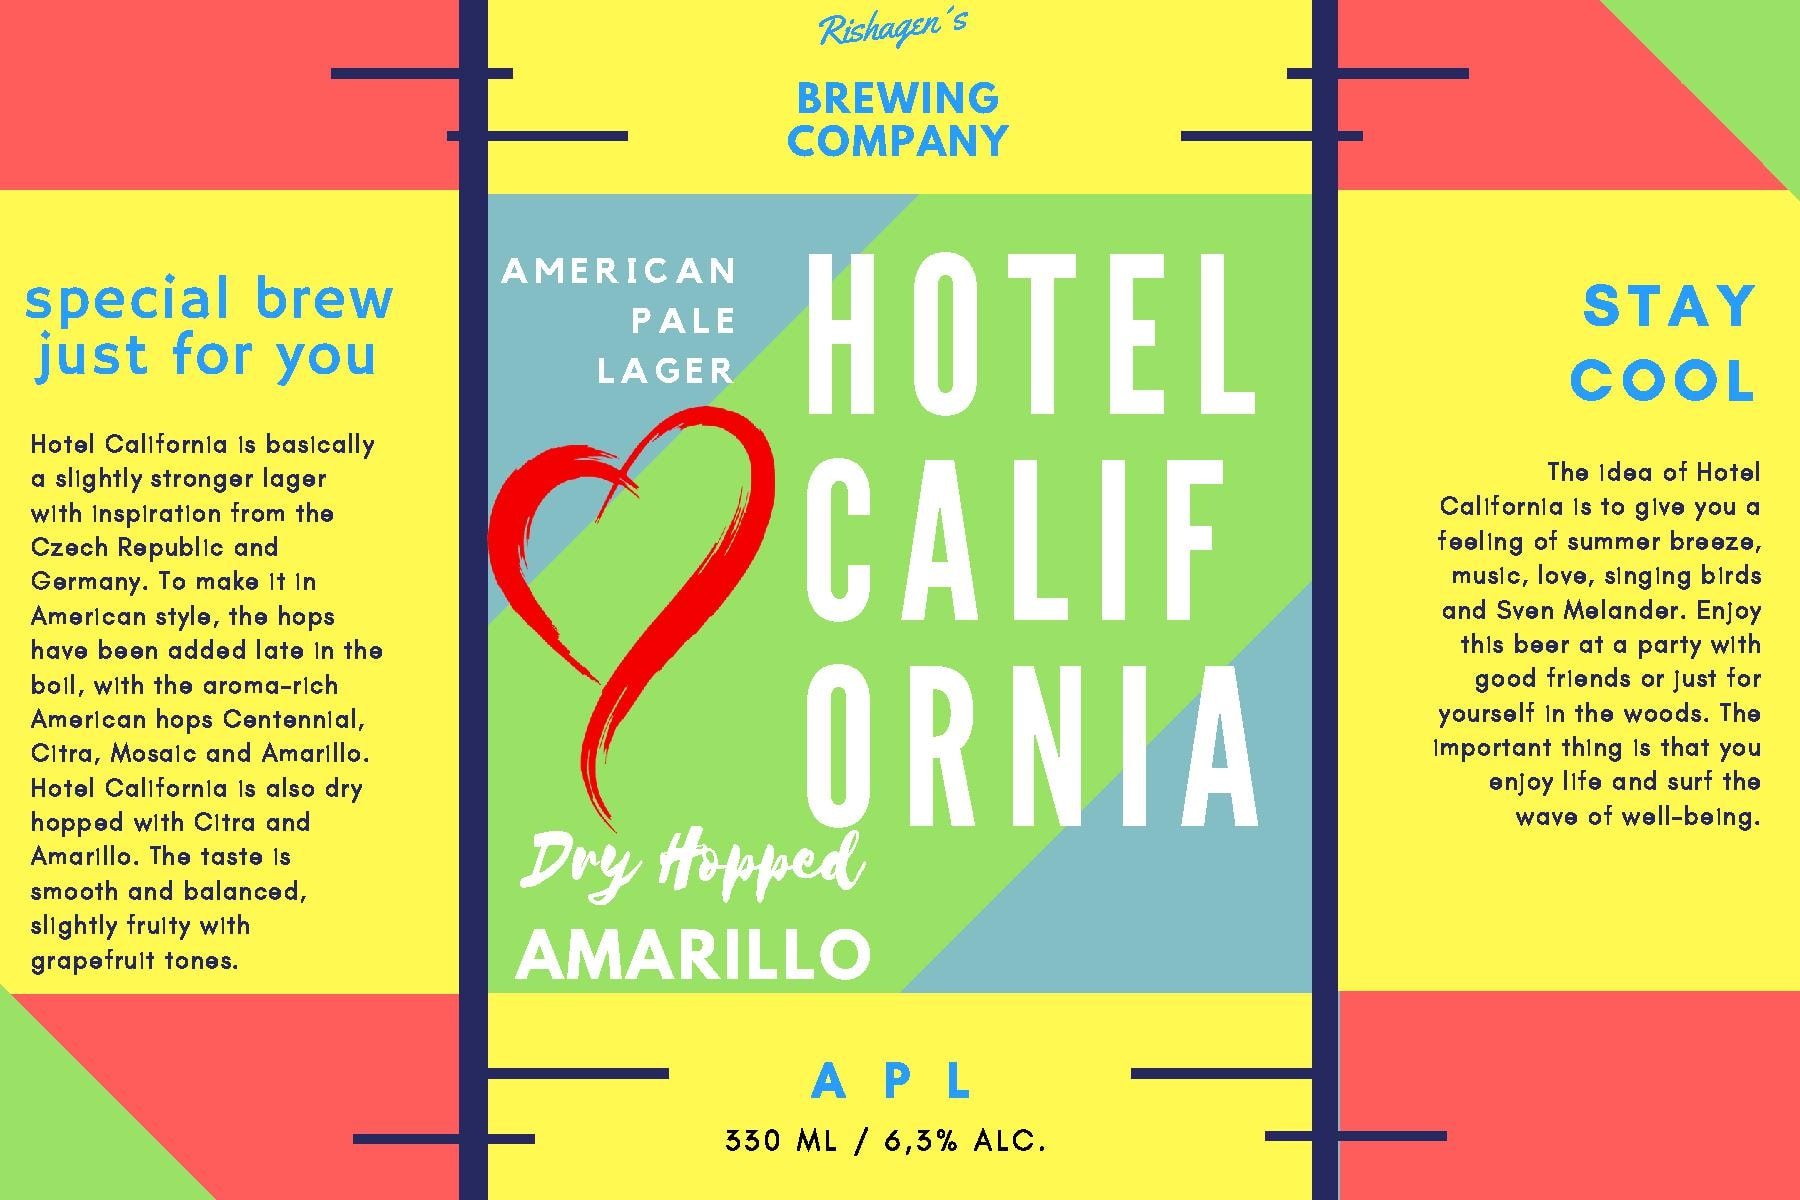 Rishagen´s
BREWING
COMPANY
special brew
just for you
Hotel California is basically
a slightly stronger lager
with inspiration from the
Czech Republic and
Germany. To make it in
American style, the hops
have been added late in the
boil, with the aroma-rich
American hops Centennial,
Citra, Mosaic and Amarillo.
Hotel California is also dry
hopped with Citra and
Amarillo. The taste is
smooth and balanced,
slightly fruity with
grapefruit tones.
AMERICAN
PALE
LAGER
HOTEL
CALIF
ORNIA
Dry Hopped
AMARILLO
A P L
330 ML / 6,3% ALC.
STAY
COOL
The idea of Hotel
California is to give you a
feeling of summer breeze,
music, love, singing birds
and Sven Melander. Enjoy
this beer at a party with
good friends or just for
yourself in the woods. The
important thing is that you
enjoy life and surf the
wave of well-being.